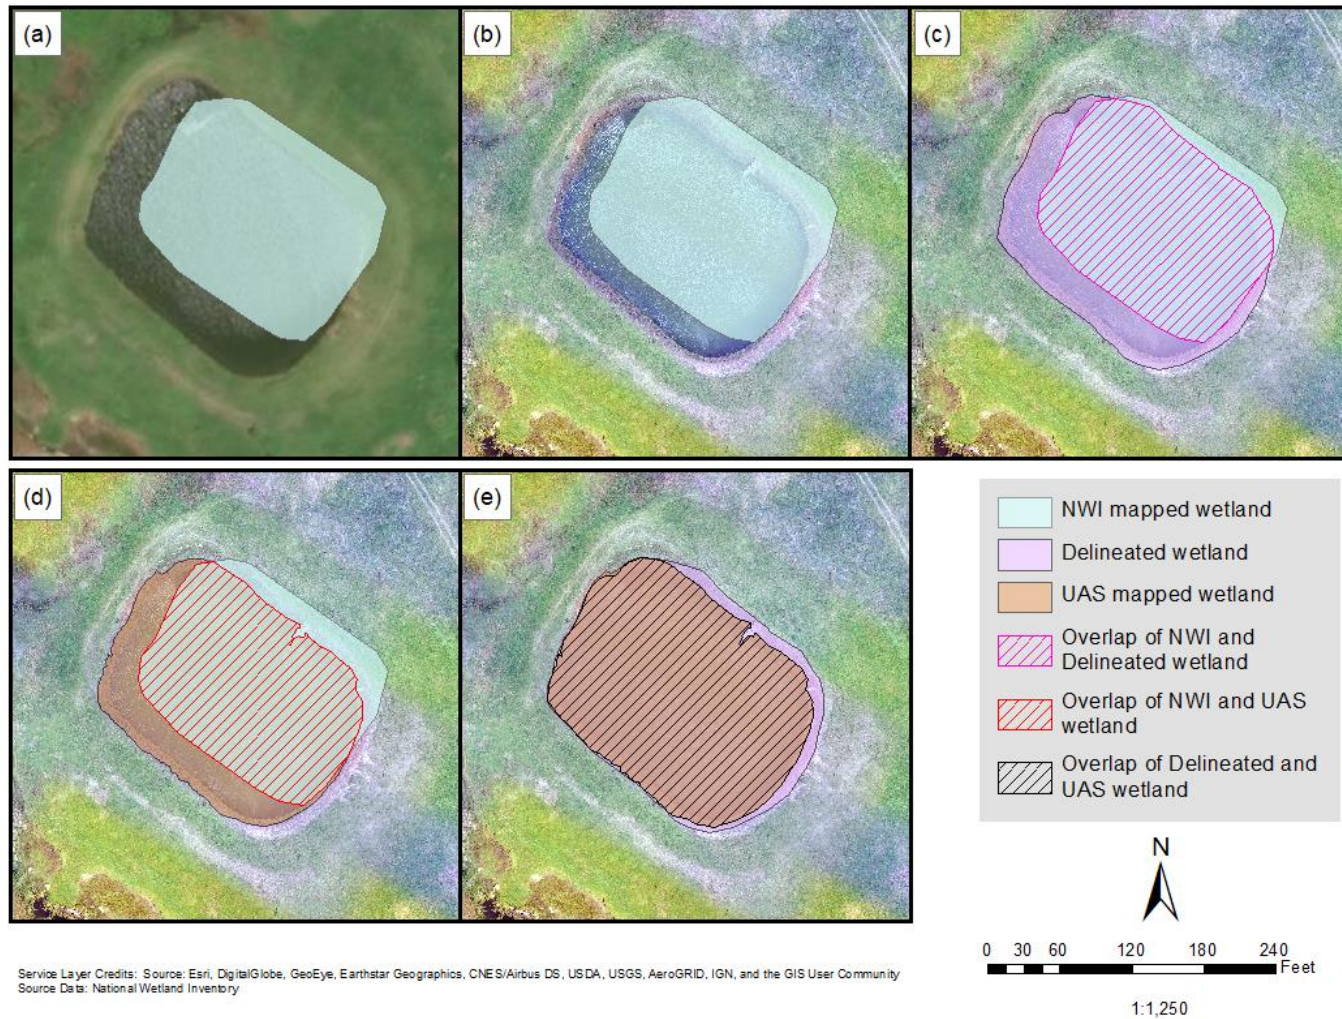 (a)
(b)
(c)
(d)
(e)
NWI mapped wetland
Delineated wetland
UAS mapped wetland
Overlap of NWI and
Delineated wetland
Overlap of NWI and UAS
wetland
Overlap of Delineated and
UAS wetland
N
0 30 60 120 180 240
Feet
1:1,250
Service Layer Credits: Source: Esri, DigitalGlobe, GeoEye, Earthstar Geographics, CNES/Airbus DS, USDA, USGS, AeroGRID, IGN, and the GIS User Community
Source Data: National Wetland Inventory